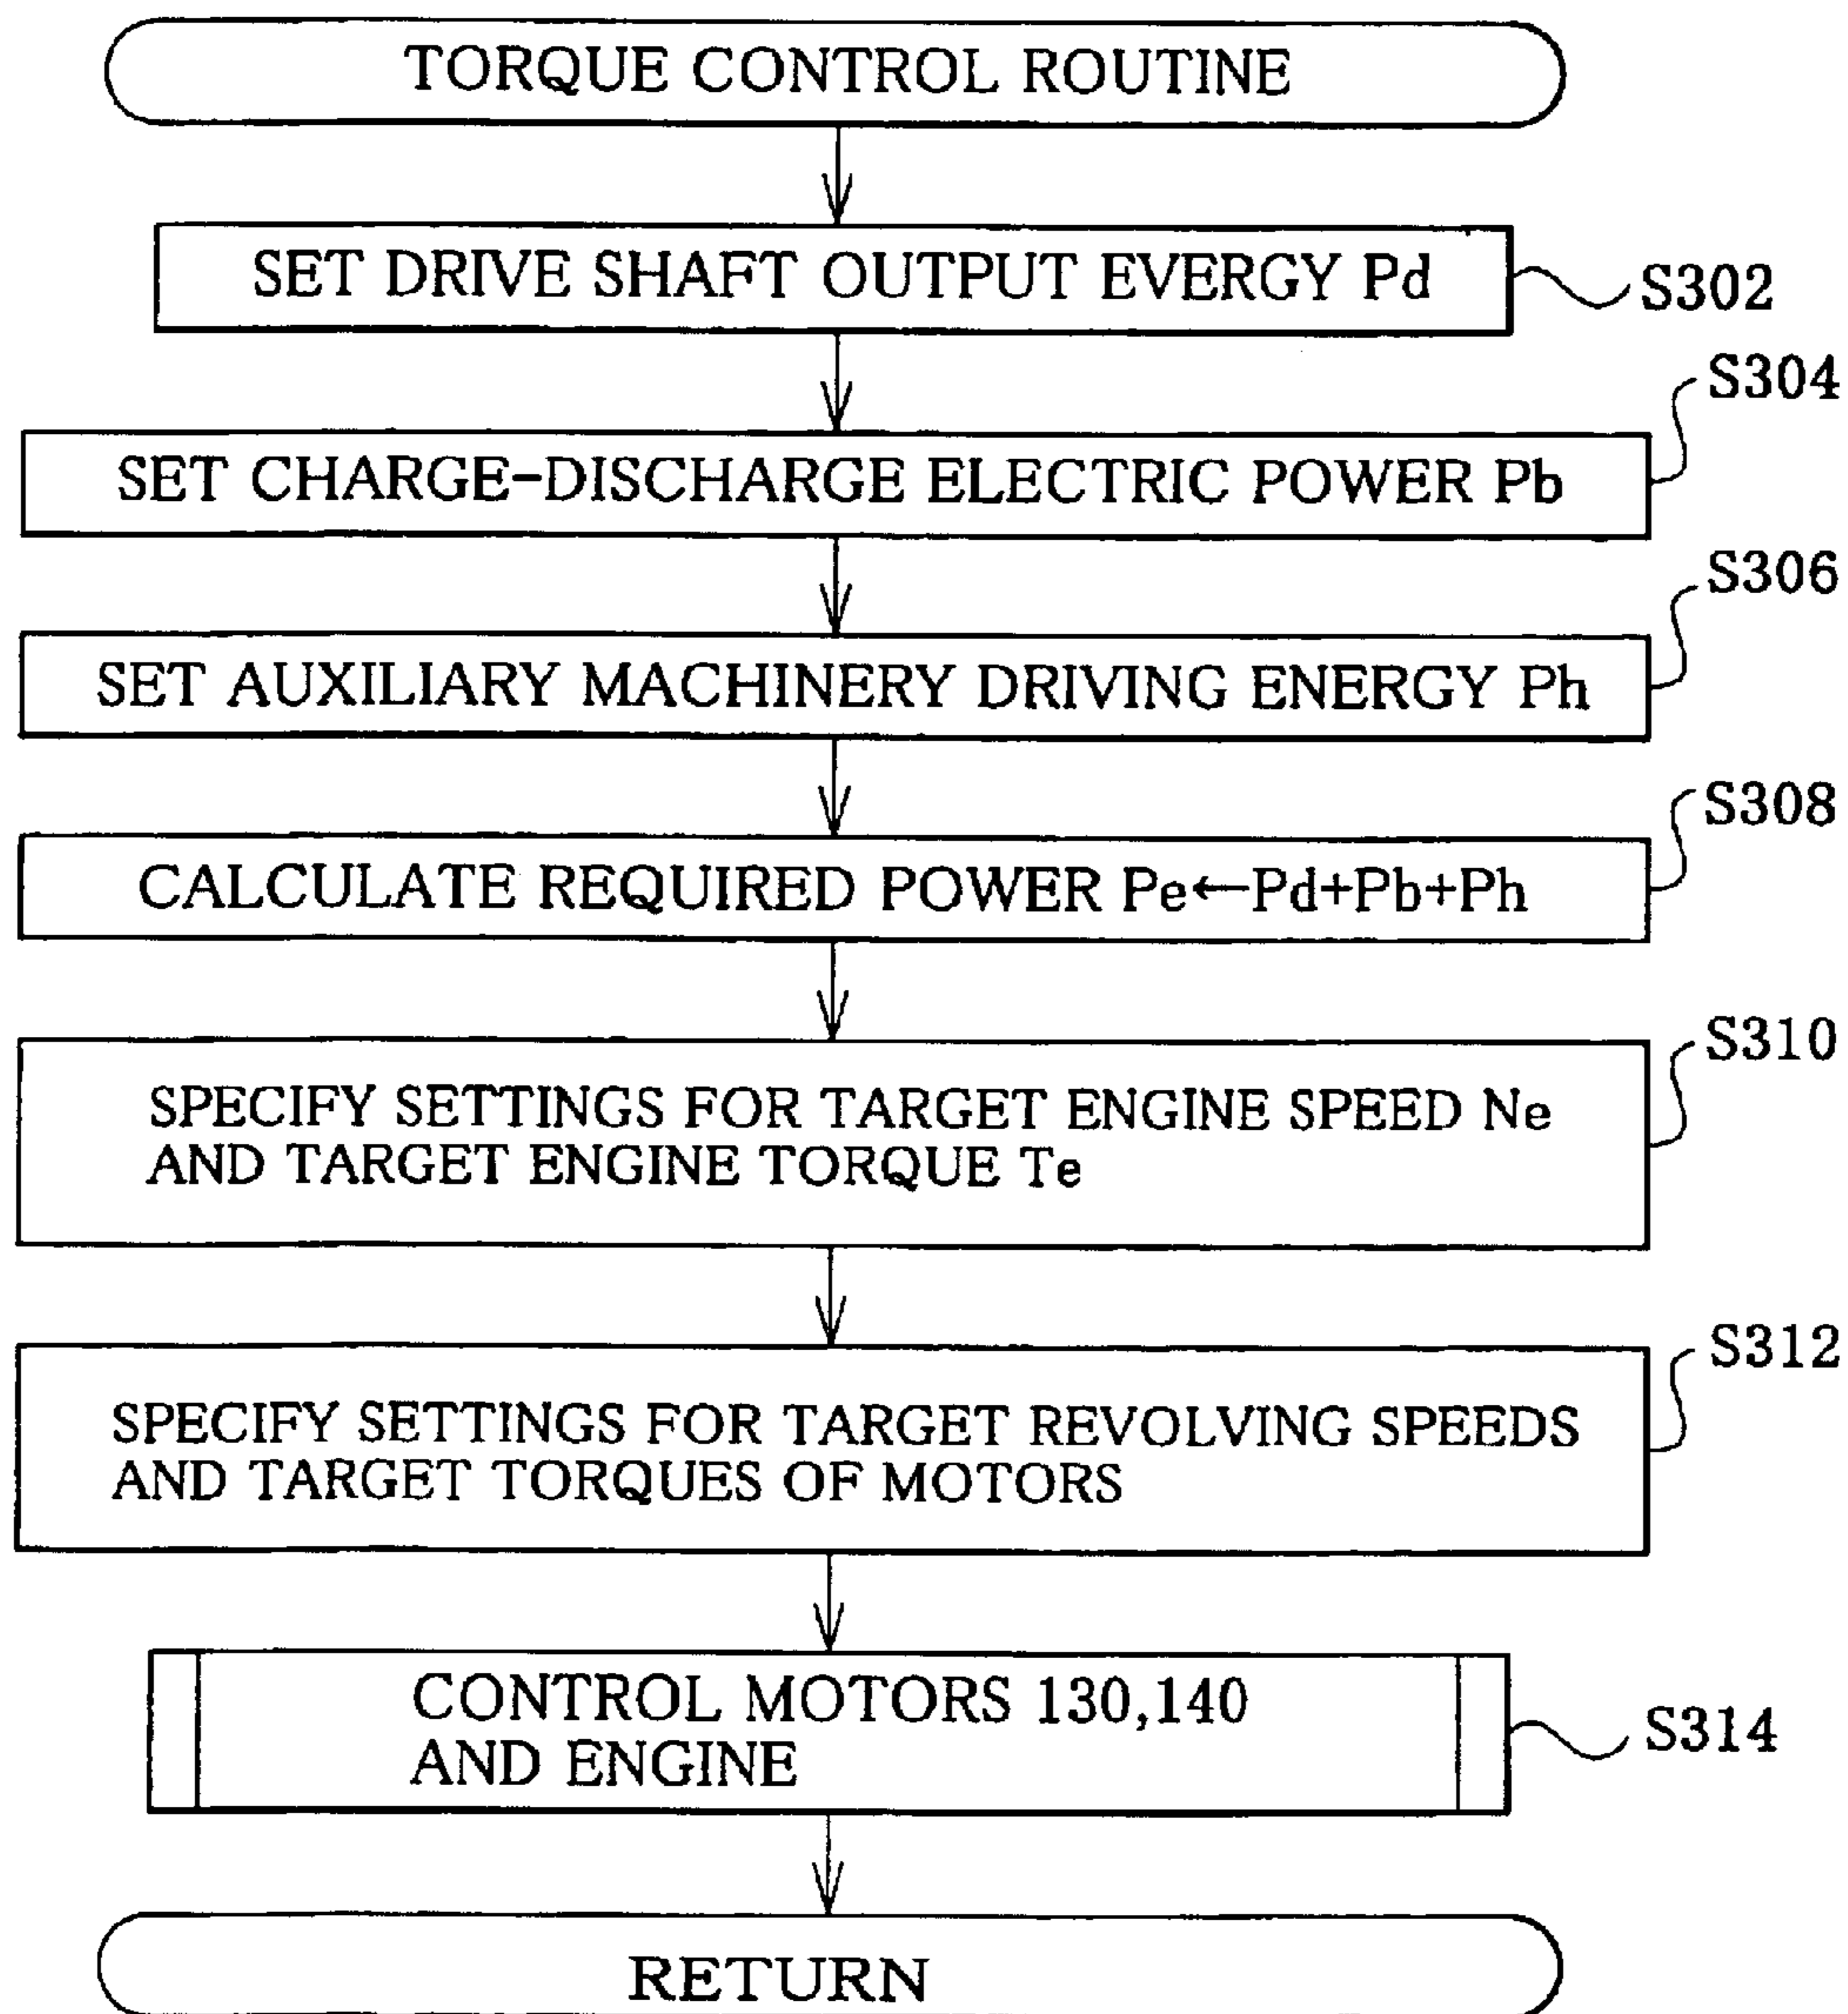 TORQUE CONTROL ROUTINE
SET DRIVE SHAFT OUTPUT EVERGY Pd
S302
S304
SET CHARGE-DISCHARGE ELECTRIC POWER Pb
S306
SET AUXILIARY MACHINERY DRIVING ENERGY Ph
S308
CALCULATE REQUIRED POWER Pe←Pd+Pb+Ph
S310
SPECIFY SETTINGS FOR TARGET ENGINE SPEED Ne
AND TARGET ENGINE TORQUE Te
S312
SPECIFY SETTINGS FOR TARGET REVOLVING SPEEDS
AND TARGET TORQUES OF MOTORS
CONTROL MOTORS 130,140
AND ENGINE
S314
RETURN